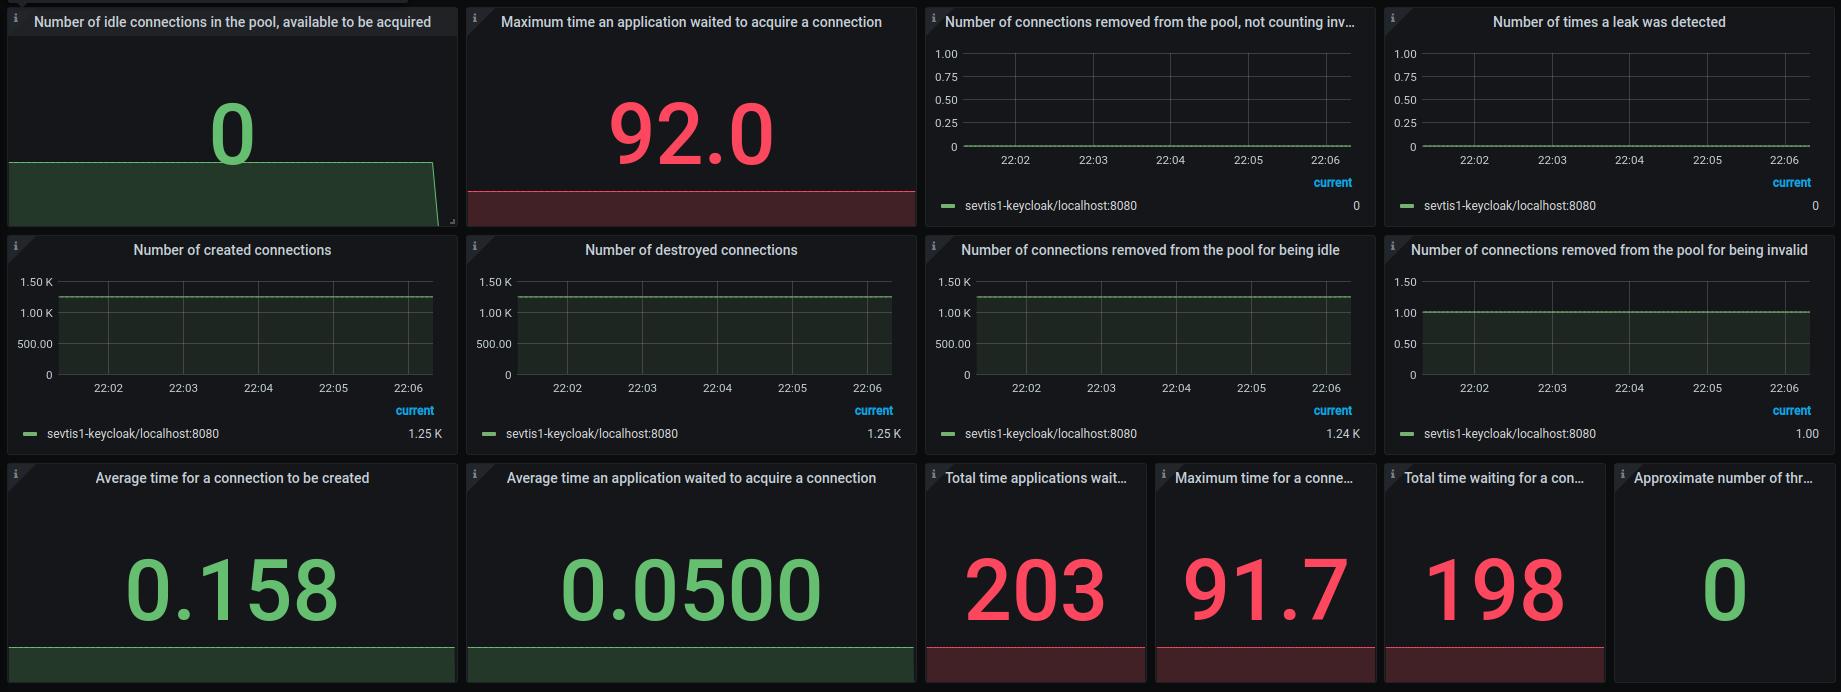 Number of idle connections in the pool, available to be acquired
0
Maximum time an application waited to acquire a connection
92.0
Number of connections removed from the pool, not counting inv...
1.00
0.75
0.50
0.25
0
22:02 22:03 22:04 22:05 22:06
current
sevtis1-keycloak/localhost:8080 0
Number of times a leak was detected
1.00
0.75
0.50
0.25
0
22:02 22:03 22:04 22:05 22:06
current
sevtis1-keycloak/localhost:8080 0
Number of created connections
1.50 K
1.00 K
500.00
0
22:02 22:03 22:04 22:05 22:06
current
sevtis1-keycloak/localhost:8080 1.25 K
Number of destroyed connections
1.50 K
1.00 K
500.00
0
22:02 22:03 22:04 22:05 22:06
current
sevtis1-keycloak/localhost:8080 1.25 K
Number of connections removed from the pool for being idle
1.50 K
1.00 K
500.00
0
22:02 22:03 22:04 22:05 22:06
current
sevtis1-keycloak/localhost:8080 1.24 K
Number of connections removed from the pool for being invalid
1.50
1.00
0.50
0
22:02 22:03 22:04 22:05 22:06
current
sevtis1-keycloak/localhost:8080 1.00
Average time for a connection to be created
0.158
Average time an application waited to acquire a connection
0.0500
Total time applications wait...
203
Maximum time for a conne...
91.7
Total time waiting for a con...
198
Approximate number of thr...
0